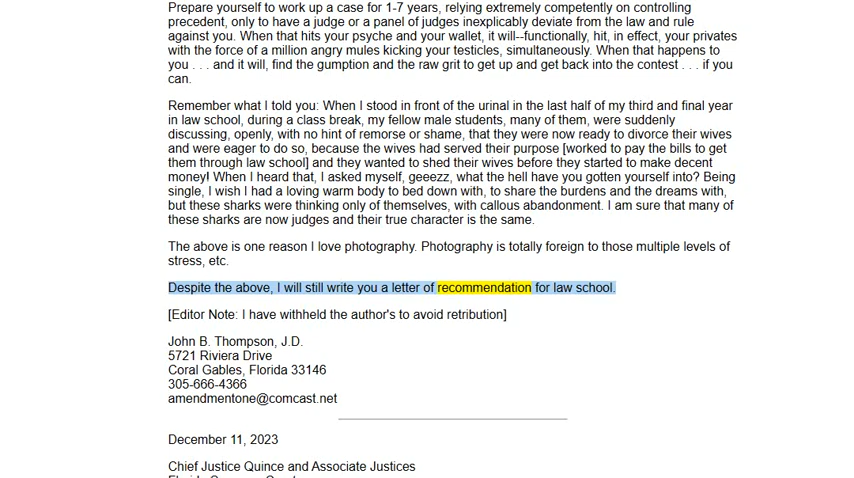 Prepare yourself to work up a case for 1-7 years, relying extremely competently on controlling
precedent, only to have a judge or a panel of judges inexplicably deviate from the law and rule
against you. When that hits your psyche and your wallet, it will--functionally, hit, in effect, your privates
with the force of a million angry mules kicking your testicles, simultaneously. When that happens to
you . . . and it will, find the gumption and the raw grit to get up and get back into the contest . . . if you
can.
Remember what I told you: When I stood in front of the urinal in the last half of my third and final year
in law school, during a class break, my fellow male students, many of them, were suddenly
discussing, openly, with no hint of remorse or shame, that they were now ready to divorce their wives
and were eager to do so, because the wives had served their purpose [worked to pay the bills to get
them through law school] and they wanted to shed their wives before they started to make decent
money! When I heard that, I asked myself, geeezz, what the hell have you gotten yourself into? Being
single, I wish I had a loving warm body to bed down with, to share the burdens and the dreams with,
but these sharks were thinking only of themselves, with callous abandonment. I am sure that many of
these sharks are now judges and their true character is the same.
The above is one reason I love photography. Photography is totally foreign to those multiple levels of
stress, etc.
Despite the above, I will still write you a letter of recommendation for law school.
[Editor Note: I have withheld the author's to avoid retribution]
John B. Thompson, J.D.
5721 Riviera Drive
Coral Gables, Florida 33146
305-666-4366
amendmentone@comcast.net
December 11, 2023
Chief Justice Quince and Associate Justices